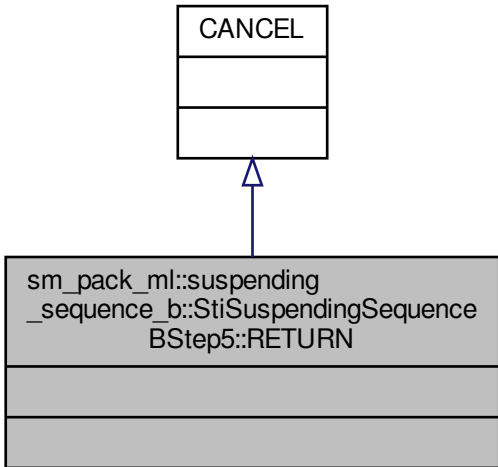 CANCEL
sm_pack_ml::suspending
_sequence_b::StiSuspendingSequence
BStep5::RETURN